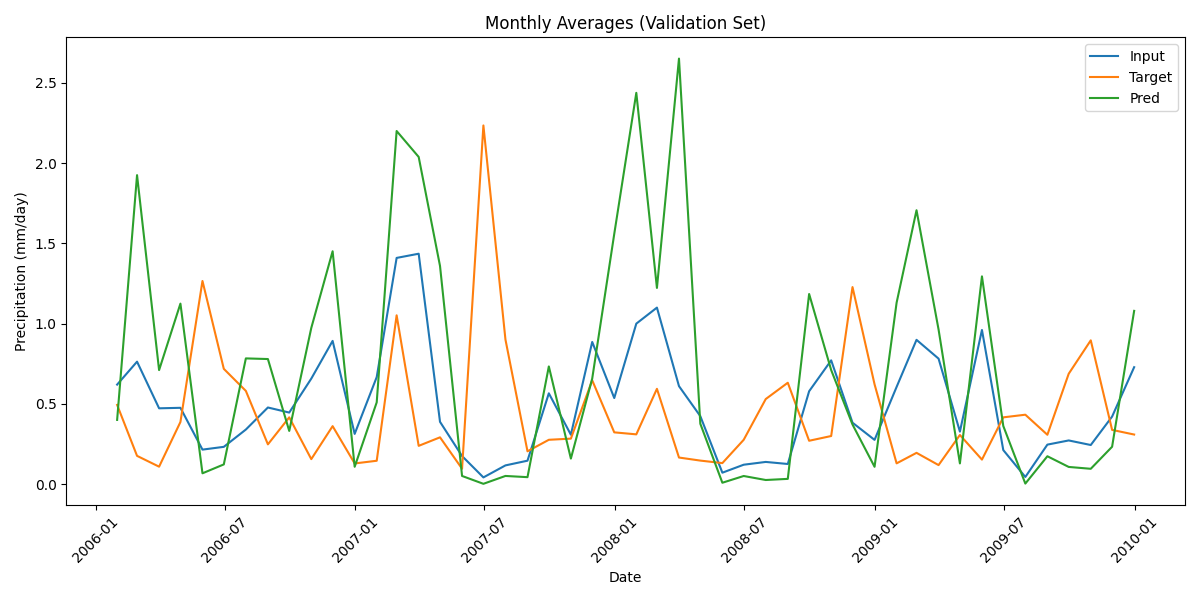 Monthly Averages (Validation Set)
Input
Target
Pred
Precipitation (mm/day)
2.5
2.0
1.5
1.0
0.5
0.0
2006-01
2006-07
2007-01
2007-07
2008-01
2008-07
2009-01
2009-07
2010-01
Date